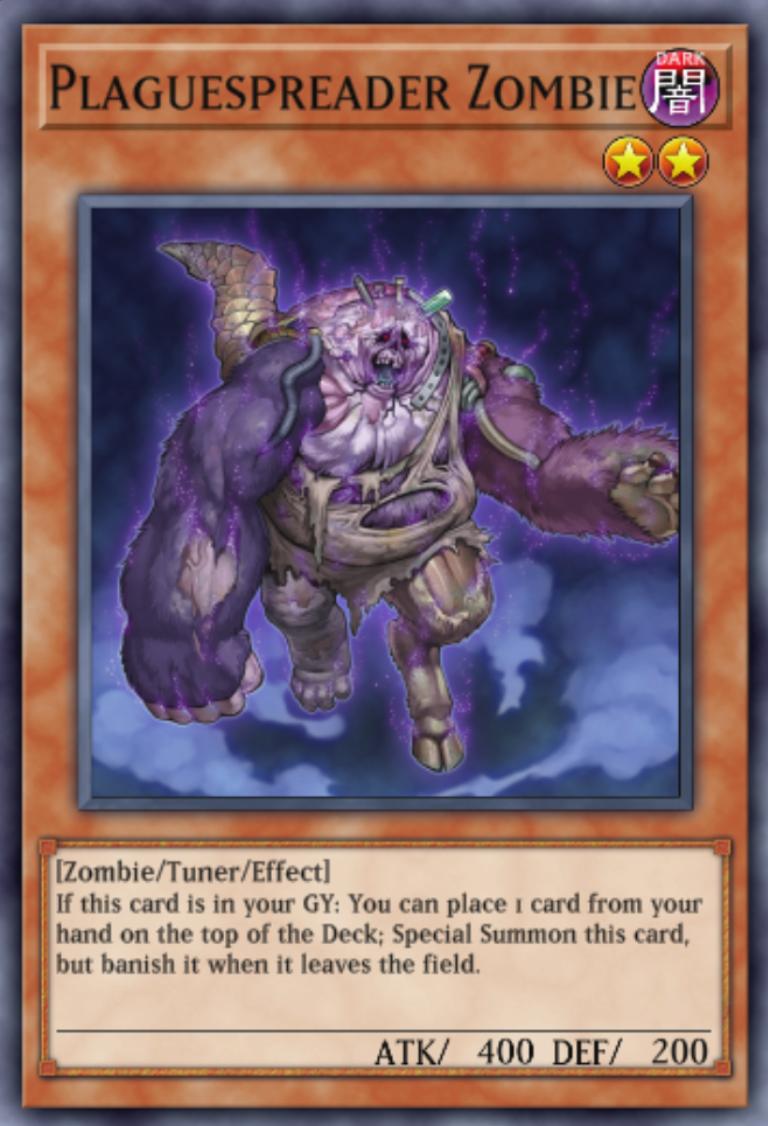 PLAGUESPREADER ZOMBIE
DARK
闇
[Zombie/Tuner/Effect]
If this card is in your GY: You can place 1 card from your
hand on the top of the Deck; Special Summon this card,
but banish it when it leaves the field.
ATK/ 400 DEF/ 200